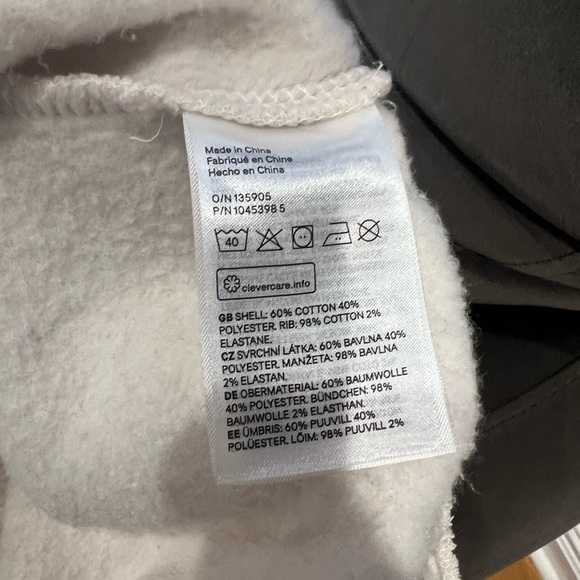 Made in China
Fabriqué en Chine
Hecho en China
O/N 135905
P/N 1045398 5
40
clevercare.info
GB SHELL: 60% COTTON 40%
POLYESTER. RIB: 98% COTTON 2%
ELASTANE.
CZ SVRCHNÍ LÁTKA: 60% BAVLNA 40%
POLYESTER. MANŽETA: 98% BAVLNA
2% ELASTAN.
DE OBERMATERIAL: 60% BAUMWOLLE
40% POLYESTER. BÜNDCHEN: 98%
BAUMWOLLE 2% ELASTHAN.
EE ÜMBRIS: 60% PUUVILL 40%
POLÜESTER. LÕIM: 98% PUUVILL 2%